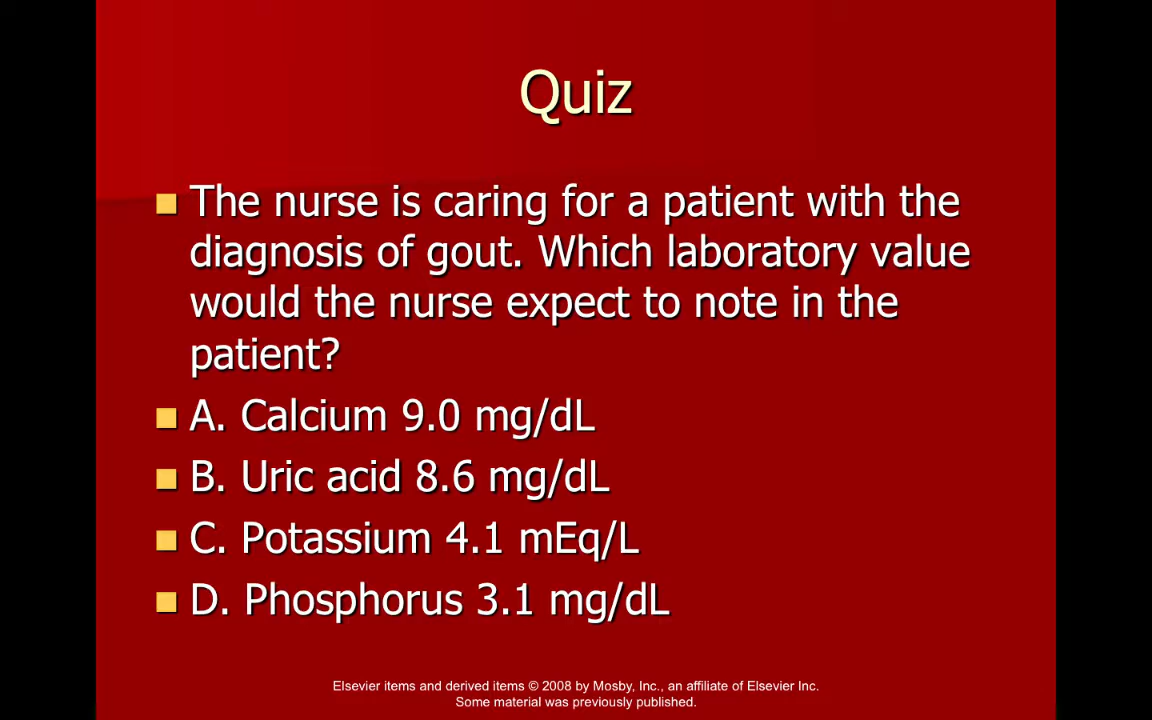 Quiz
The nurse is caring for a patient with the
diagnosis of gout. Which laboratory value
would the nurse expect to note in the
patient?
A. Calcium 9.0 mg/dL
B. Uric acid 8.6 mg/dL
C. Potassium 4.1 mEq/L
D. Phosphorus 3.1 mg/dL
Elsevier items and derived items © 2008 by Mosby, Inc., an affiliate of Elsevier Inc.
Some material was previously published.